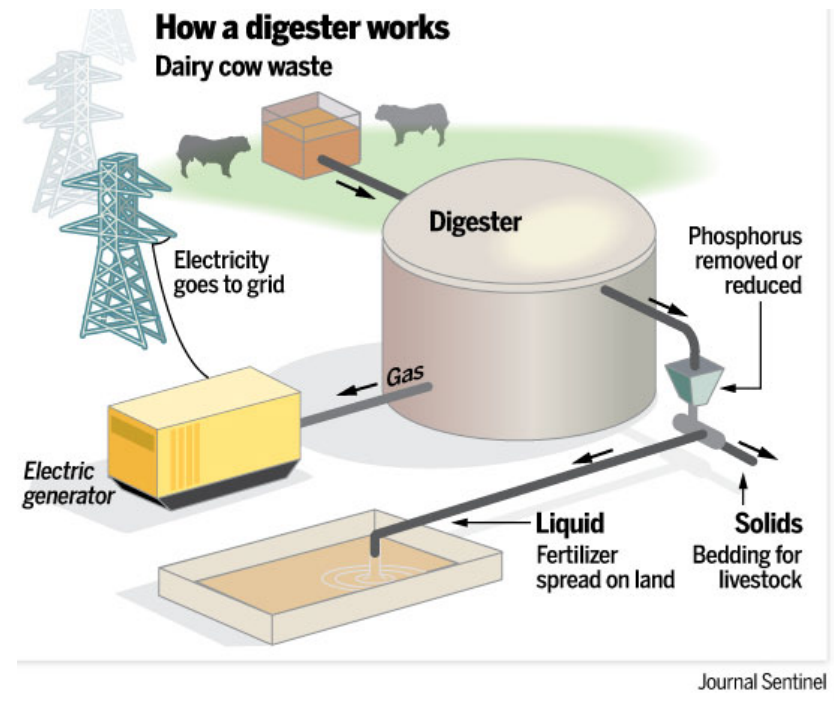 How a digester works
Dairy cow waste
Digester
Phosphorus
removed or
reduced
Electricity
goes to grid
Gas
Electric
generator
Liquid
Fertilizer
spread on land
Solids
Bedding for
livestock
Journal Sentinel